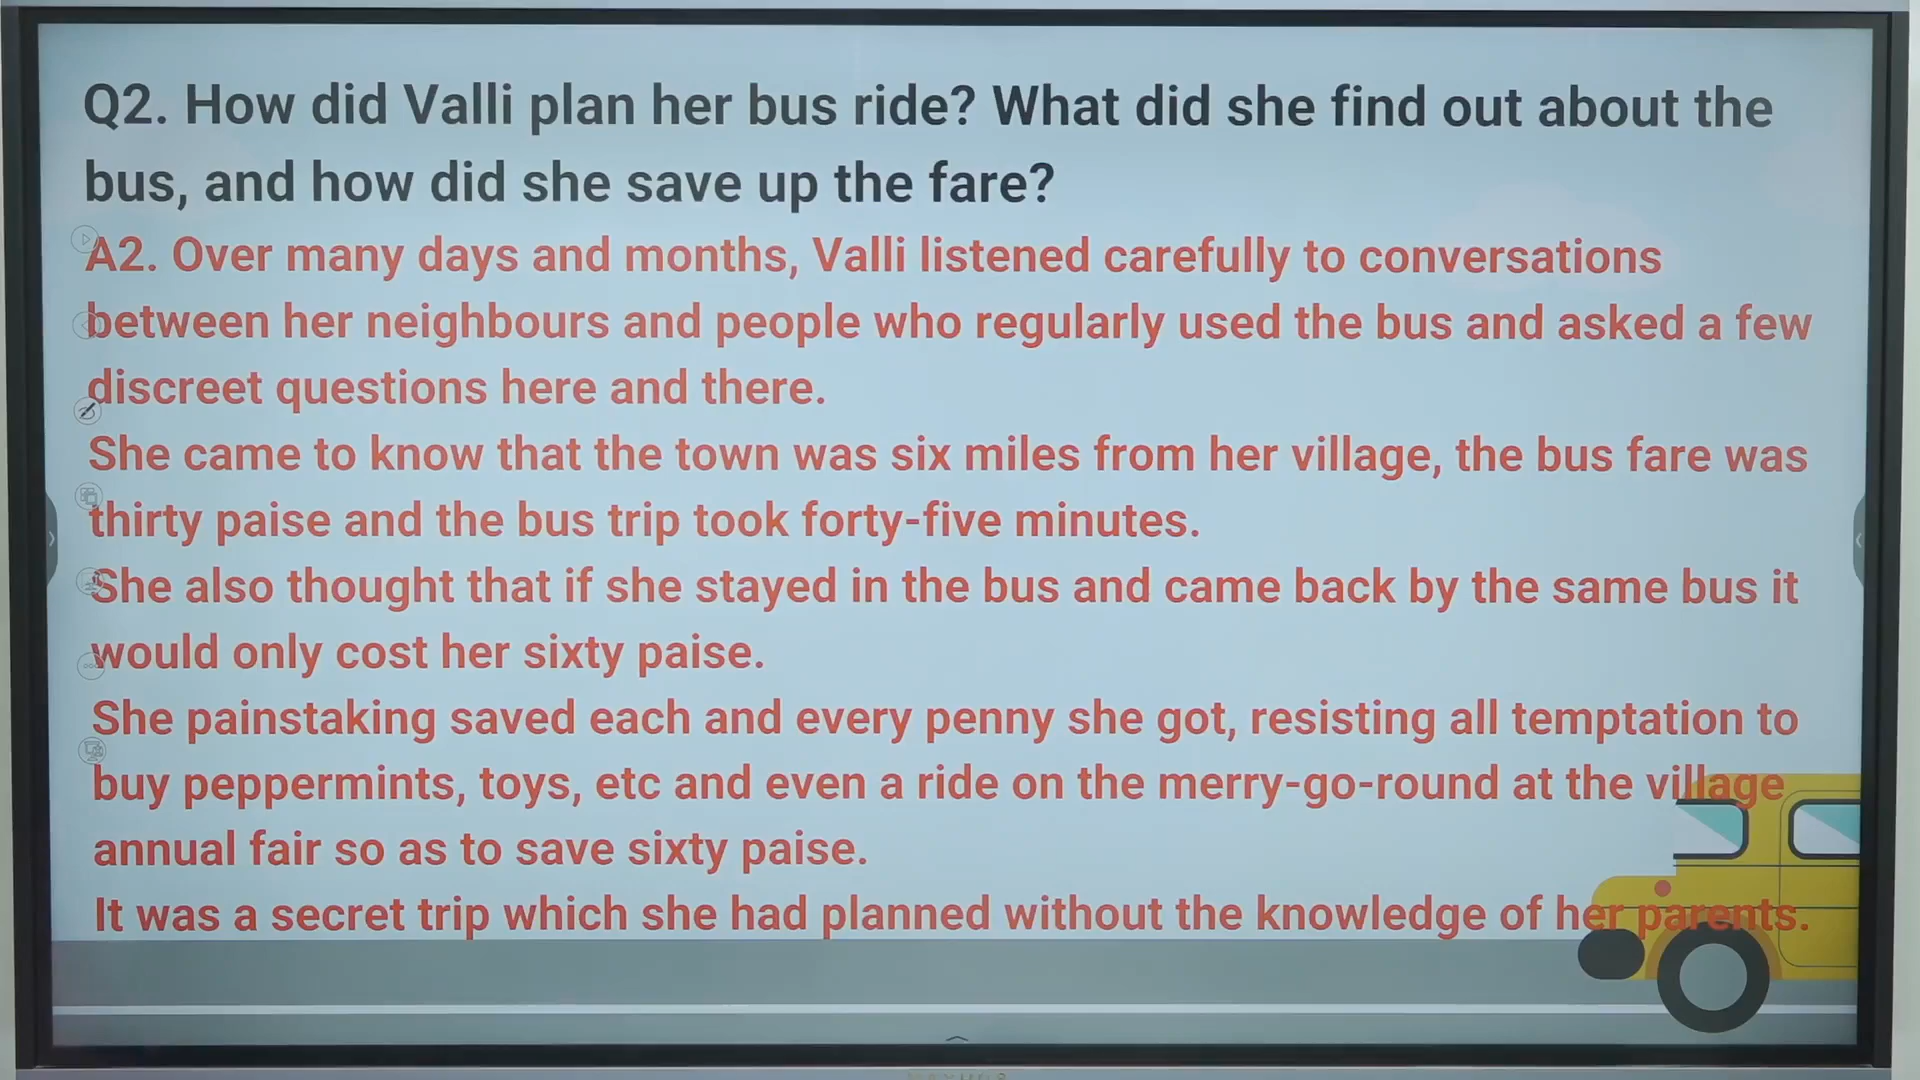 Q2. How did Valli plan her bus ride? What did she find out about the
bus, and how did she save up the fare?
A2. Over many days and months, Valli listened carefully to conversations
between her neighbours and people who regularly used the bus and asked a few
discreet questions here and there.
She came to know that the town was six miles from her village, the bus fare was
thirty paise and the bus trip took forty-five minutes.
She also thought that if she stayed in the bus and came back by the same bus it
would only cost her sixty paise.
She painstaking saved each and every penny she got, resisting all temptation to
buy peppermints, toys, etc and even a ride on the merry-go-round at the village
annual fair so as to save sixty paise.
It was a secret trip which she had planned without the knowledge of her parents.